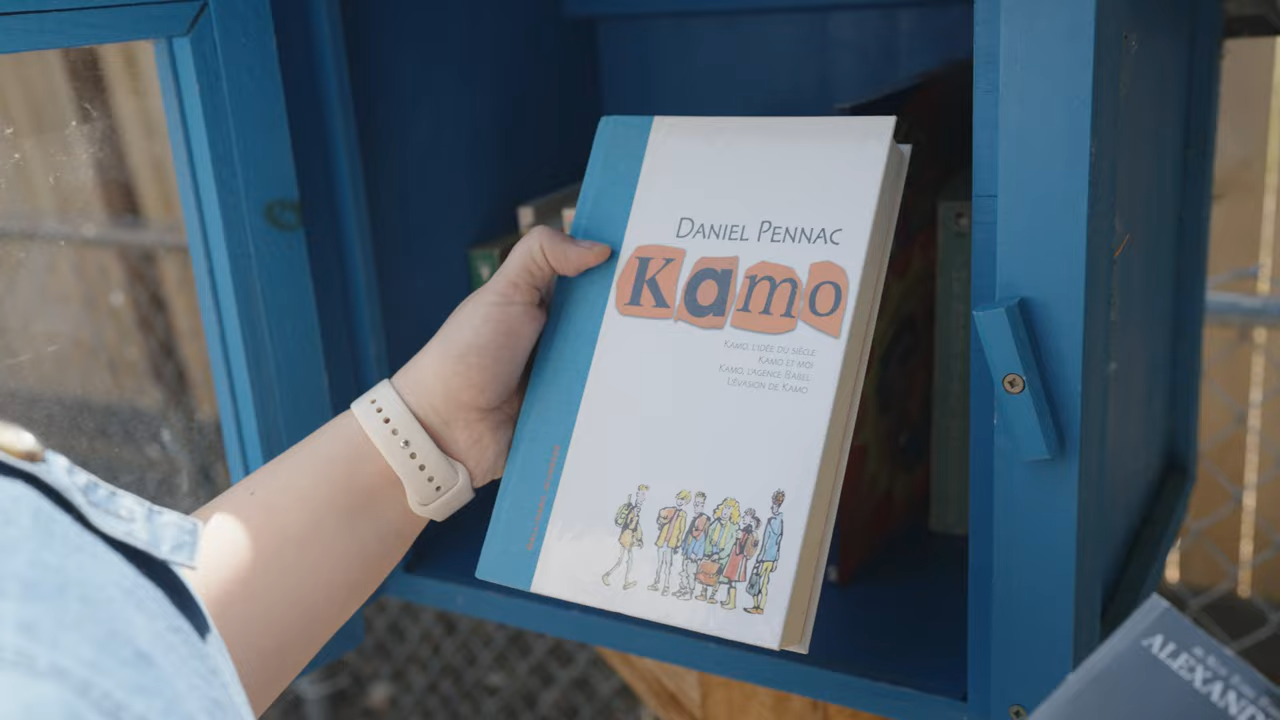 DANIEL PENNAC
Kamo
KAMO, L'IDÉE DU SIÈCLE
KAMO ET MOI
KAMO, L'AGENCE BABEL
L'ÉVASION DE KAMO
ALEXAND